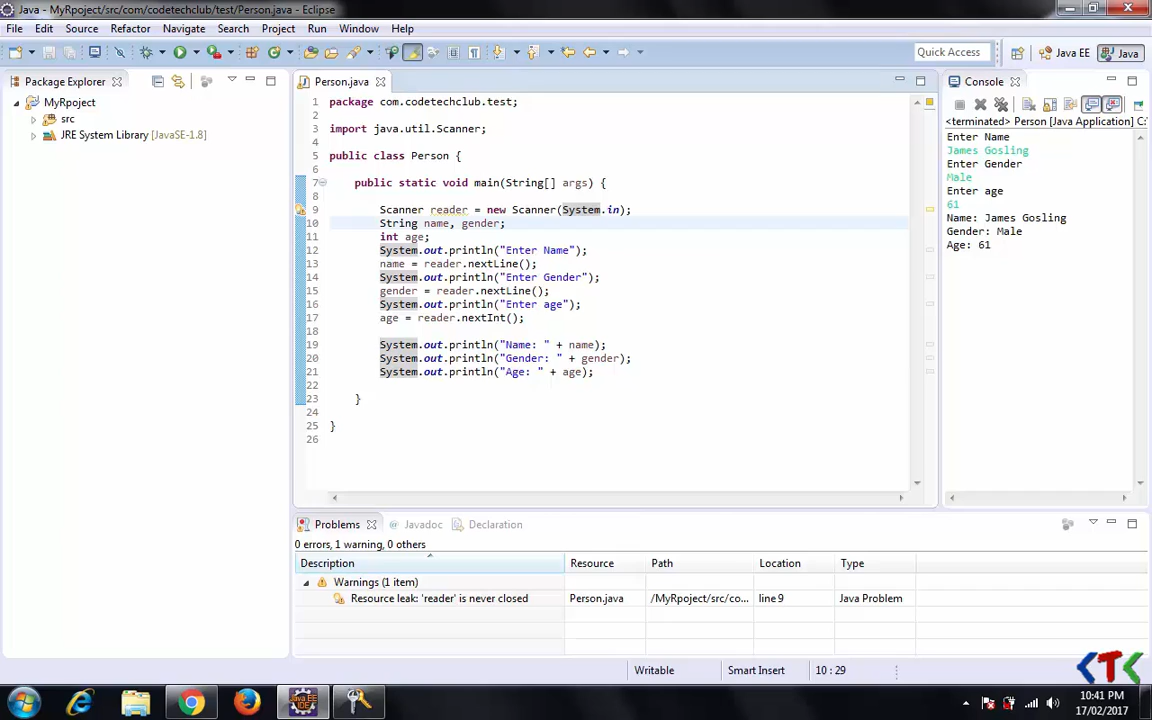 Java - MyRpoject/src/com/codetechclub/test/Person.java - Eclipse
File Edit Source Refactor Navigate Search Project Run Window Help
Quick Access
Java EE
Java
Package Explorer
MyRpoject
src
JRE System Library [JavaSE-1.8]
Person.java
1 package com.codetechclub.test;
2
3 import java.util.Scanner;
4
5 public class Person {
6
7 public static void main(String[] args) {
8
9 Scanner reader = new Scanner(System.in);
10 String name, gender;
11 int age;
12 System.out.println("Enter Name");
13 name = reader.nextLine();
14 System.out.println("Enter Gender");
15 gender = reader.nextLine();
16 System.out.println("Enter age");
17 age = reader.nextInt();
18
19 System.out.println("Name: " + name);
20 System.out.println("Gender: " + gender);
21 System.out.println("Age: " + age);
22
23 }
24
25 }
26
Console
<terminated> Person [Java Application] C:
Enter Name
James Gosling
Enter Gender
Male
Enter age
61
Name: James Gosling
Gender: Male
Age: 61
Problems @ Javadoc Declaration
0 errors, 1 warning, 0 others
Description Resource Path Location Type
Warnings (1 item)
Resource leak: 'reader' is never closed Person.java /MyRpoject/src/co... line 9 Java Problem
Writable Smart Insert 10 : 29
CTC
Java EE
IDE
10:41 PM
17/02/2017